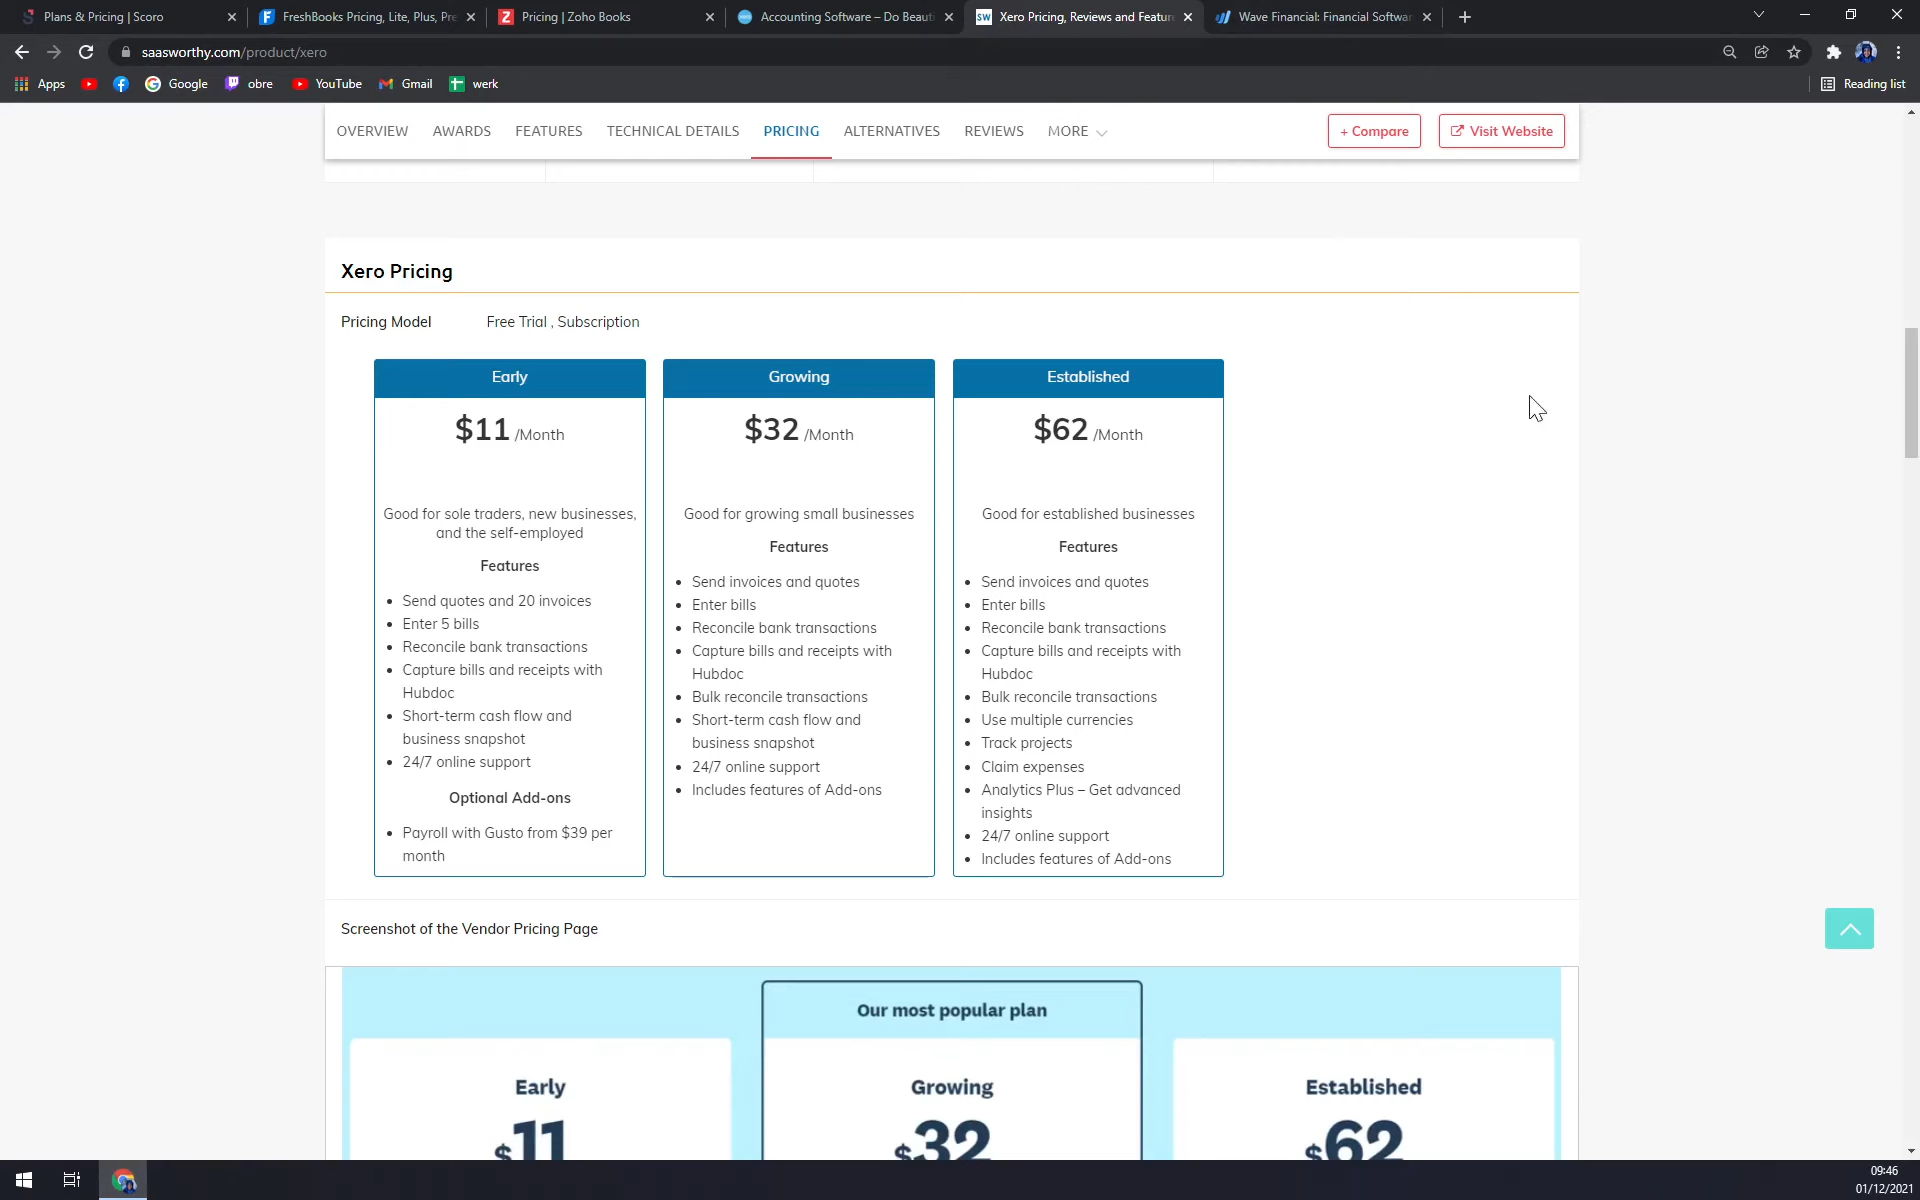 Plans & Pricing | Scoro
FreshBooks Pricing, Lite, Plus, Pre
Pricing | Zoho Books
Accounting Software – Do Beauti
SW
Xero Pricing, Reviews and Featur
Wave Financial: Financial Softwar
saasworthy.com/product/xero
Apps
Google
obre
YouTube
Gmail
werk
Reading list
OVERVIEW
AWARDS
FEATURES
TECHNICAL DETAILS
PRICING
ALTERNATIVES
REVIEWS
MORE
+ Compare
Visit Website
Xero Pricing
Pricing Model
Free Trial , Subscription
Early
$11 /Month
Good for sole traders, new businesses,
and the self-employed
Features
Send quotes and 20 invoices
Enter 5 bills
Reconcile bank transactions
Capture bills and receipts with
Hubdoc
Short-term cash flow and
business snapshot
24/7 online support
Optional Add-ons
Payroll with Gusto from $39 per
month
Growing
$32 /Month
Good for growing small businesses
Features
Send invoices and quotes
Enter bills
Reconcile bank transactions
Capture bills and receipts with
Hubdoc
Bulk reconcile transactions
Short-term cash flow and
business snapshot
24/7 online support
Includes features of Add-ons
Established
$62 /Month
Good for established businesses
Features
Send invoices and quotes
Enter bills
Reconcile bank transactions
Capture bills and receipts with
Hubdoc
Bulk reconcile transactions
Use multiple currencies
Track projects
Claim expenses
Analytics Plus – Get advanced
insights
24/7 online support
Includes features of Add-ons
Screenshot of the Vendor Pricing Page
Our most popular plan
Early
$11
Growing
$32
Established
$62
09:46
01/12/2021